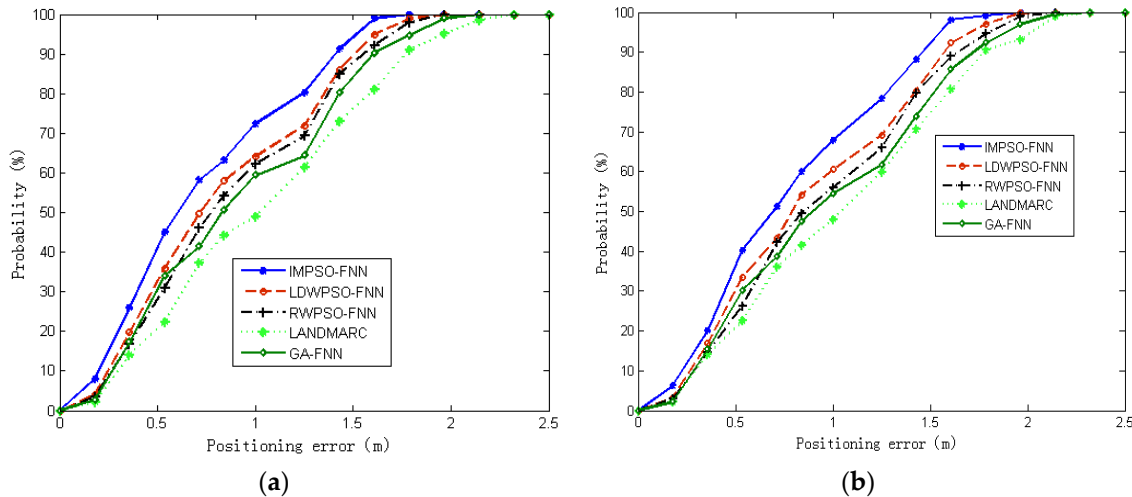 100
90
80
70
60
50
40
30
20
10
0
Probability (%)
IMPSO-FNN
LDWPSO-FNN
RWPSO-FNN
LANDMARC
GA-FNN
0 0.5 1 1.5 2 2.5
Positioning error (m)
(a)
100
90
80
70
60
50
40
30
20
10
0
Probability (%)
IMPSO-FNN
LDWPSO-FNN
RWPSO-FNN
LANDMARC
GA-FNN
0 0.5 1 1.5 2 2.5
Positioning error (m)
(b)